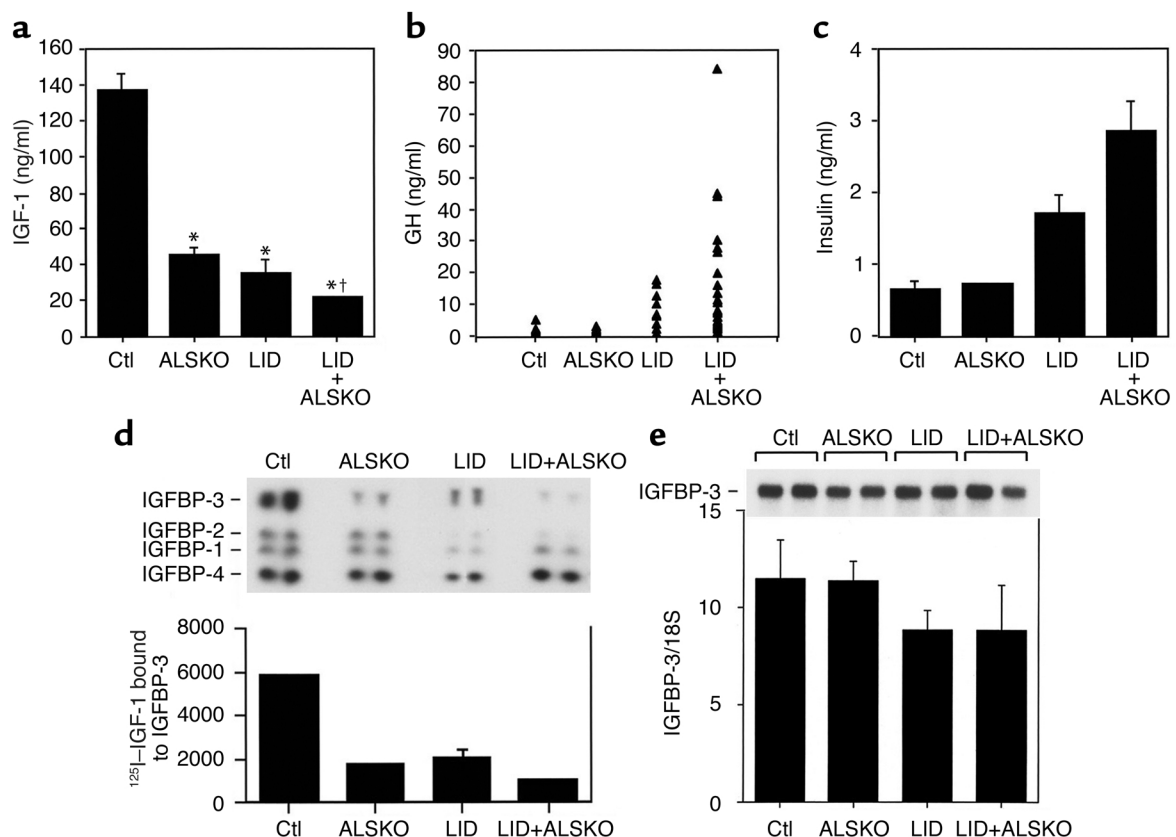 a
IGF-1 (ng/ml)
160
140
120
100
80
60
40
20
0
*
*
*†
Ctl
ALSKO
LID
LID
+
ALSKO
b
GH (ng/ml)
90
80
70
60
50
40
30
20
10
0
Ctl
ALSKO
LID
LID
+
ALSKO
c
Insulin (ng/ml)
4
3
2
1
0
Ctl
ALSKO
LID
LID
+
ALSKO
d
Ctl
ALSKO
LID
LID+ALSKO
IGFBP-3 –
IGFBP-2 –
IGFBP-1 –
IGFBP-4 –
¹²⁵I–IGF-1 bound
to IGFBP-3
8000
6000
4000
2000
0
Ctl
ALSKO
LID
LID+ALSKO
e
Ctl
ALSKO
LID
LID+ALSKO
IGFBP-3 –
IGFBP-3/18S
15
10
5
0
Ctl
ALSKO
LID
LID+ALSKO